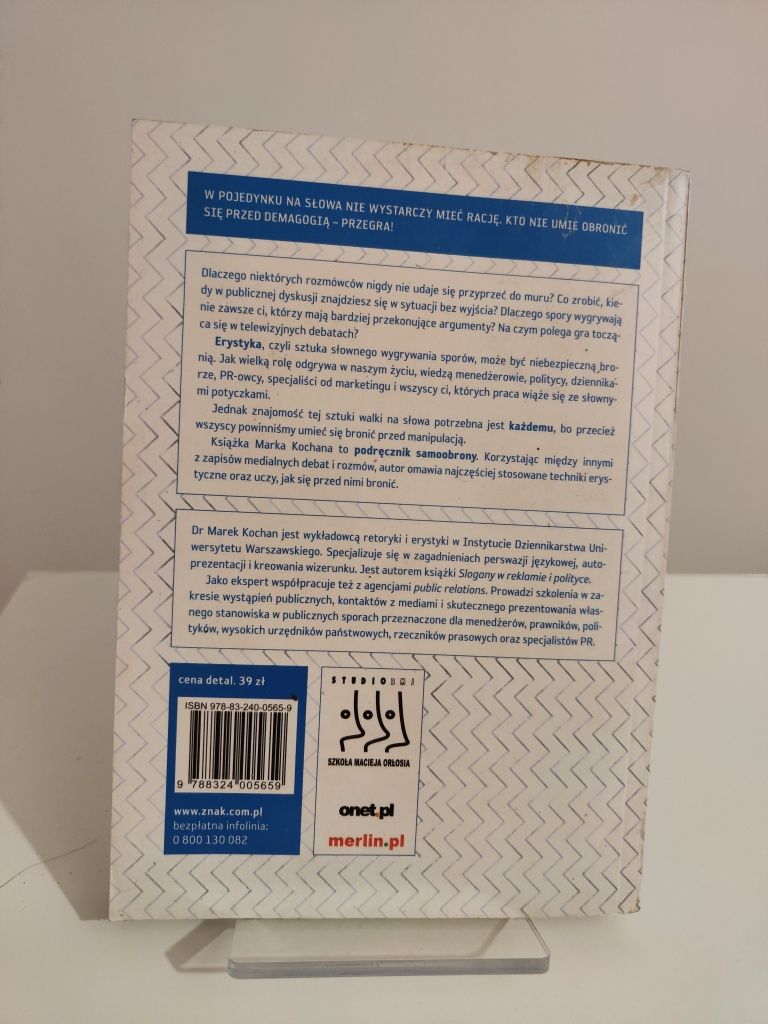 W POJEDYNKU NA SŁOWA NIE WYSTARCZY MIEĆ RACJĘ. KTO NIE UMIE OBRONIĆ
SIĘ PRZED DEMAGOGIĄ – PRZEGRA!
Dlaczego niektórych rozmówców nigdy nie udaje się przyprzeć do muru? Co zrobić, kie-
dy w publicznej dyskusji znajdziesz się w sytuacji bez wyjścia? Dlaczego spory wygrywają
nie zawsze ci, którzy mają bardziej przekonujące argumenty? Na czym polega gra toczą-
ca się w telewizyjnych debatach?
Erystyka, czyli sztuka słownego wygrywania sporów, może być niebezpieczną bro-
nią. Jak wielką rolę odgrywa w naszym życiu, wiedzą menedżerowie, politycy, dziennika-
rze, PR-owcy, specjaliści od marketingu i wszyscy ci, których praca wiąże się ze słowny-
mi potyczkami.
Jednak znajomość tej sztuki walki na słowa potrzebna jest każdemu, bo przecież
wszyscy powinniśmy umieć się bronić przed manipulacją.
Książka Marka Kochana to podręcznik samoobrony. Korzystając między innymi
z zapisów medialnych debat i rozmów, autor omawia najczęściej stosowane techniki erys-
tyczne oraz uczy, jak się przed nimi bronić.
Dr Marek Kochan jest wykładowcą retoryki i erystyki w Instytucie Dziennikarstwa Uni-
wersytetu Warszawskiego. Specjalizuje się w zagadnieniach perswazji językowej, auto-
prezentacji i kreowania wizerunku. Jest autorem książki Slogany w reklamie i polityce.
Jako ekspert współpracuje też z agencjami public relations. Prowadzi szkolenia w za-
kresie wystąpień publicznych, kontaktów z mediami i skutecznego prezentowania włas-
nego stanowiska w publicznych sporach przeznaczone dla menedżerów, prawników, poli-
tyków, wysokich urzędników państwowych, rzeczników prasowych oraz specjalistów PR.
cena detal. 39 zł
ISBN 978-83-240-0565-9
9 788324 005659
www.znak.com.pl
bezpłatna infolinia:
0 800 130 082
STUDIO
SZKOŁA MACIEJA ORŁOSIA
onet.pl
merlin.pl